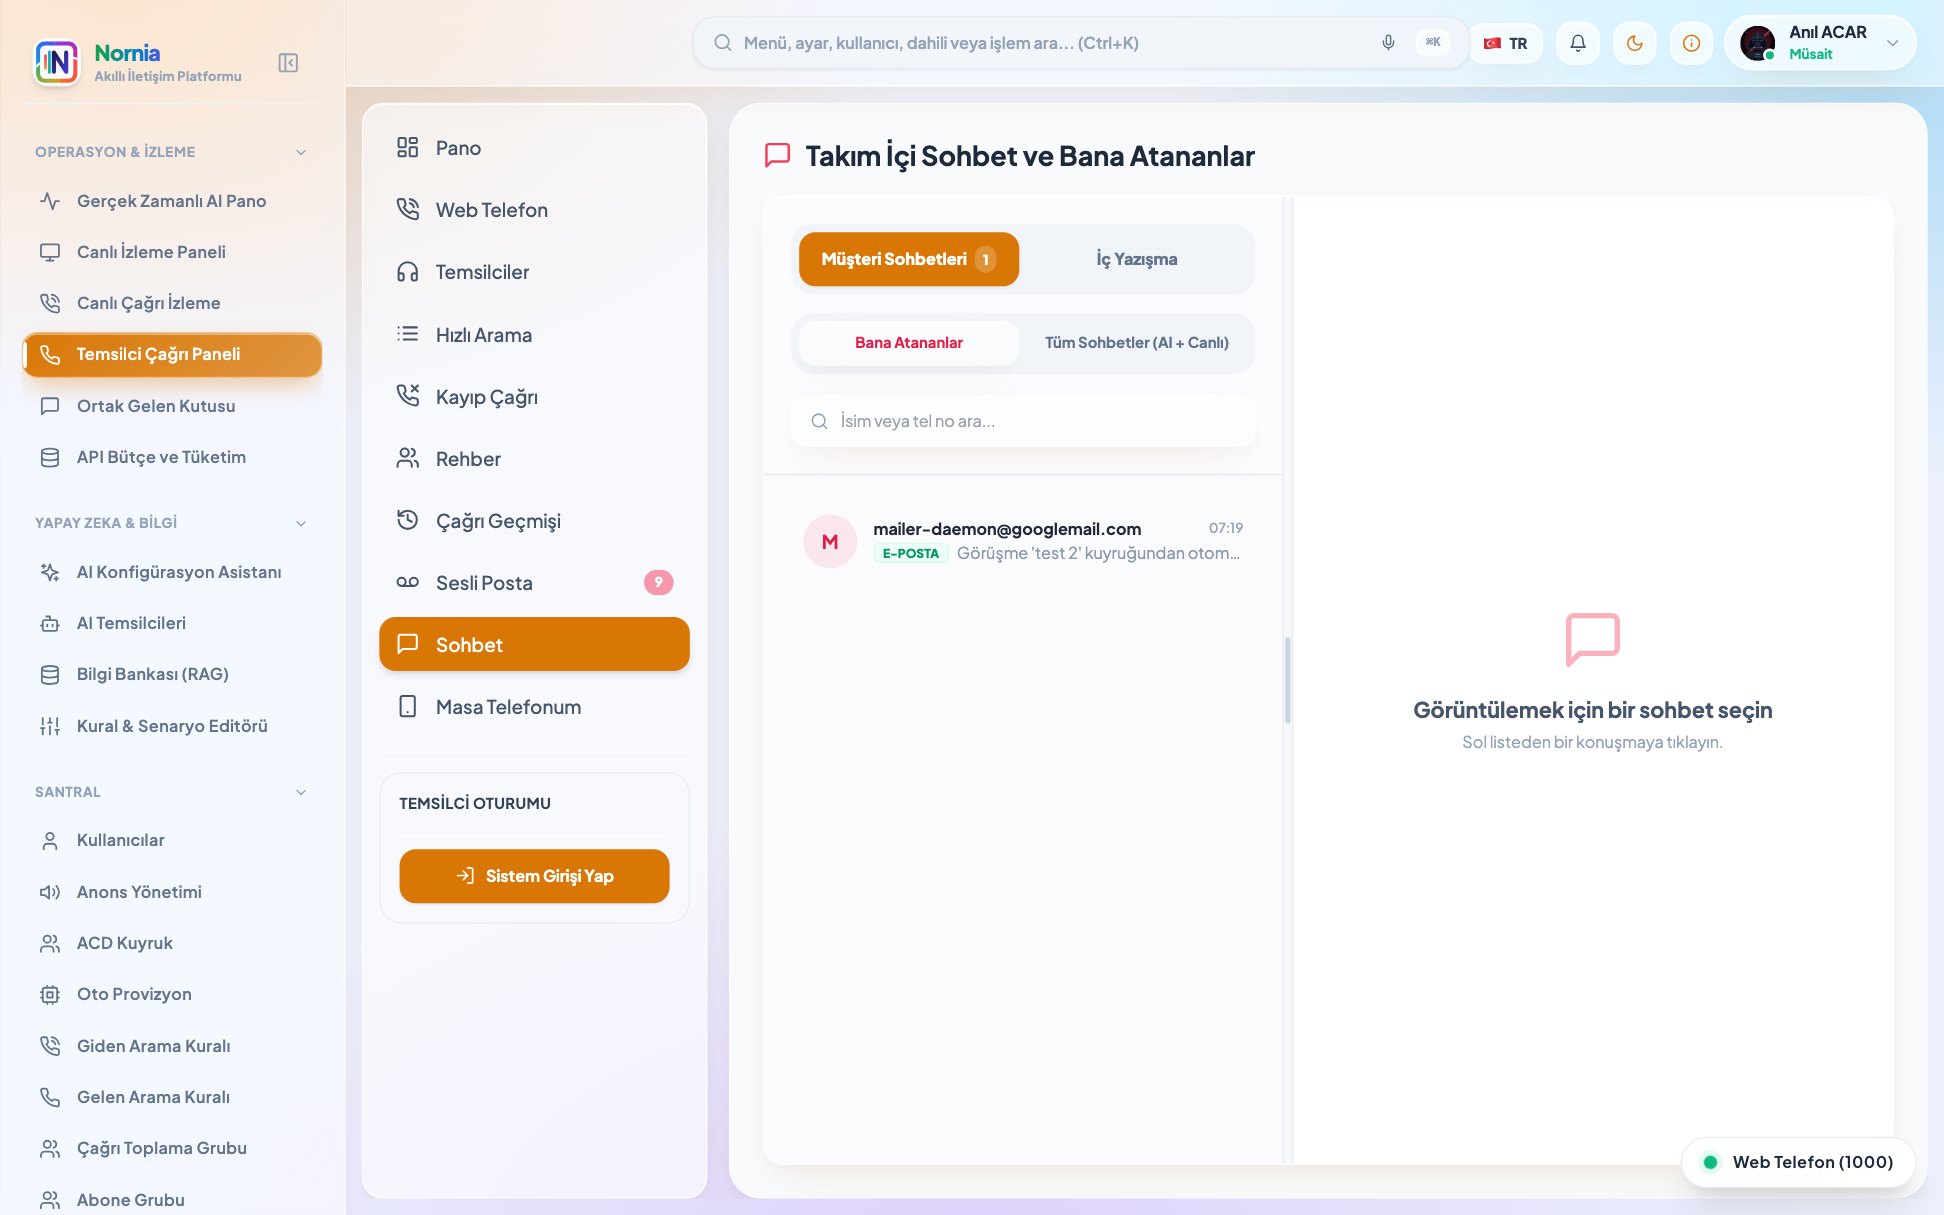 Nornia
Akıllı İletişim Platformu
Menü, ayar, kullanıcı, dahili veya işlem ara... (Ctrl+K)
⌘K
TR
Anıl ACAR
Müsait
OPERASYON & İZLEME
Gerçek Zamanlı AI Pano
Canlı İzleme Paneli
Canlı Çağrı İzleme
Temsilci Çağrı Paneli
Ortak Gelen Kutusu
API Bütçe ve Tüketim
YAPAY ZEKA & BİLGİ
AI Konfigürasyon Asistanı
AI Temsilcileri
Bilgi Bankası (RAG)
Kural & Senaryo Editörü
SANTRAL
Kullanıcılar
Anons Yönetimi
ACD Kuyruk
Oto Provizyon
Giden Arama Kuralı
Gelen Arama Kuralı
Çağrı Toplama Grubu
Abone Grubu
Pano
Web Telefon
Temsilciler
Hızlı Arama
Kayıp Çağrı
Rehber
Çağrı Geçmişi
Sesli Posta 9
Sohbet
Masa Telefonum
TEMSİLCİ OTURUMU
Sistem Girişi Yap
Takım İçi Sohbet ve Bana Atananlar
Müşteri Sohbetleri 1
İç Yazışma
Bana Atananlar
Tüm Sohbetler (AI + Canlı)
İsim veya tel no ara...
M
mailer-daemon@googlemail.com 07:19
E-POSTA Görüşme 'test 2' kuyruğundan otom...
Görüntülemek için bir sohbet seçin
Sol listeden bir konuşmaya tıklayın.
Web Telefon (1000)